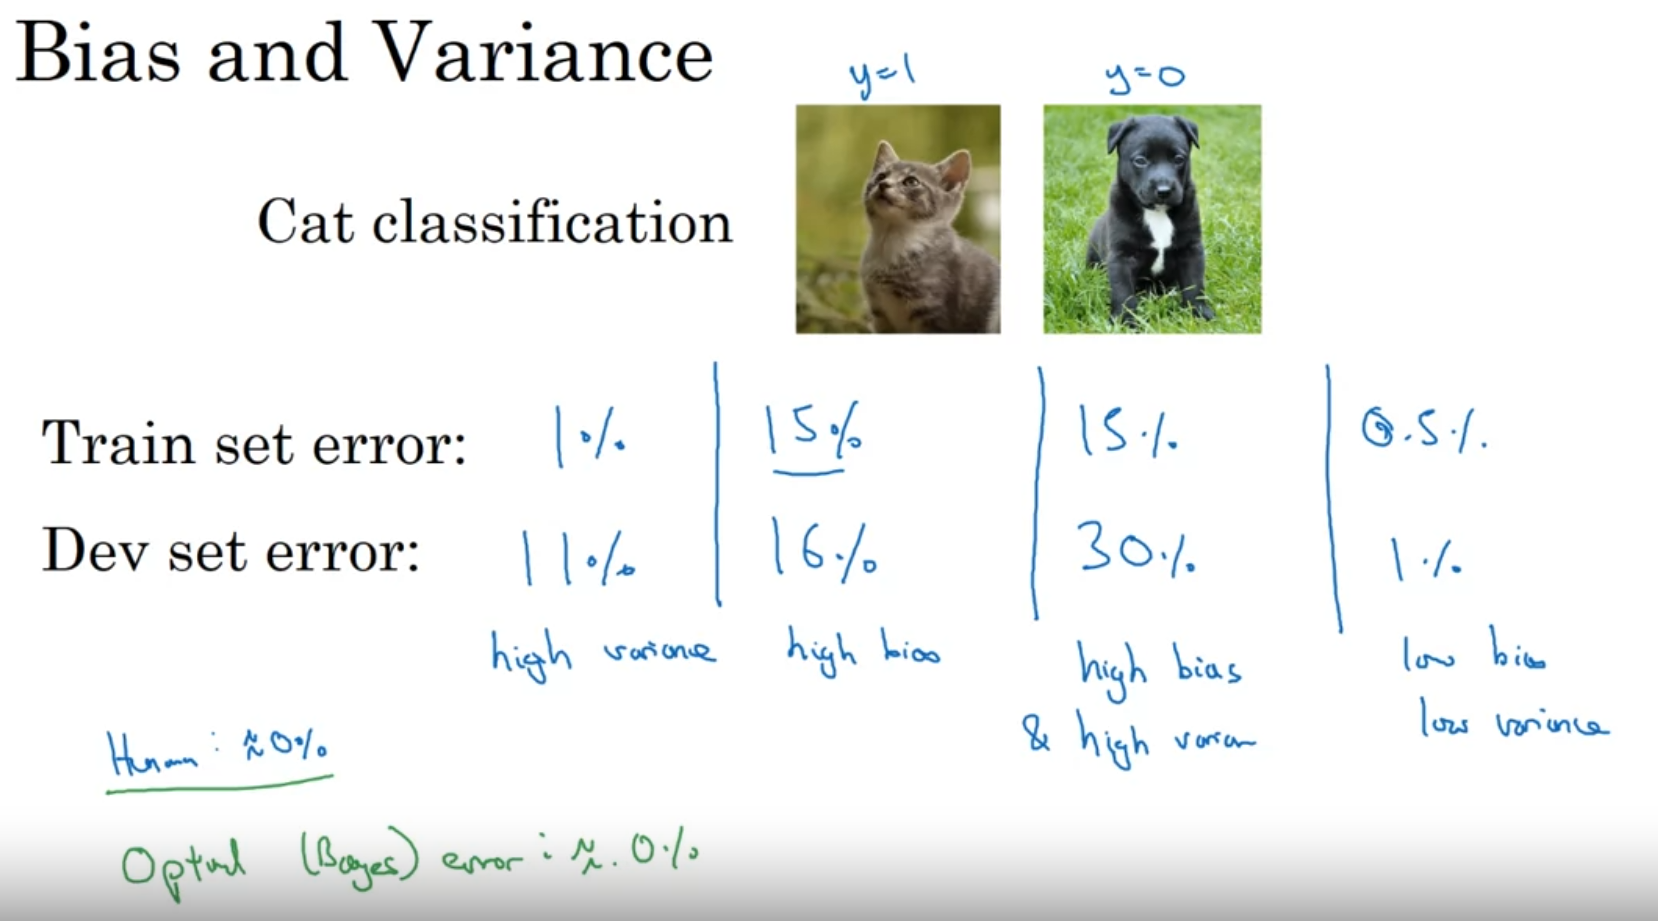 Bias and Variance
y=1 y=0
Cat classification
Train set error: 1% 15% 15% 0.5%
Dev set error: 11% 16% 30% 1%
high variance high bias high bias low bias
& high varian low variance
Human: ≈0%
Optimal (Bayes) error: ≈ 0%